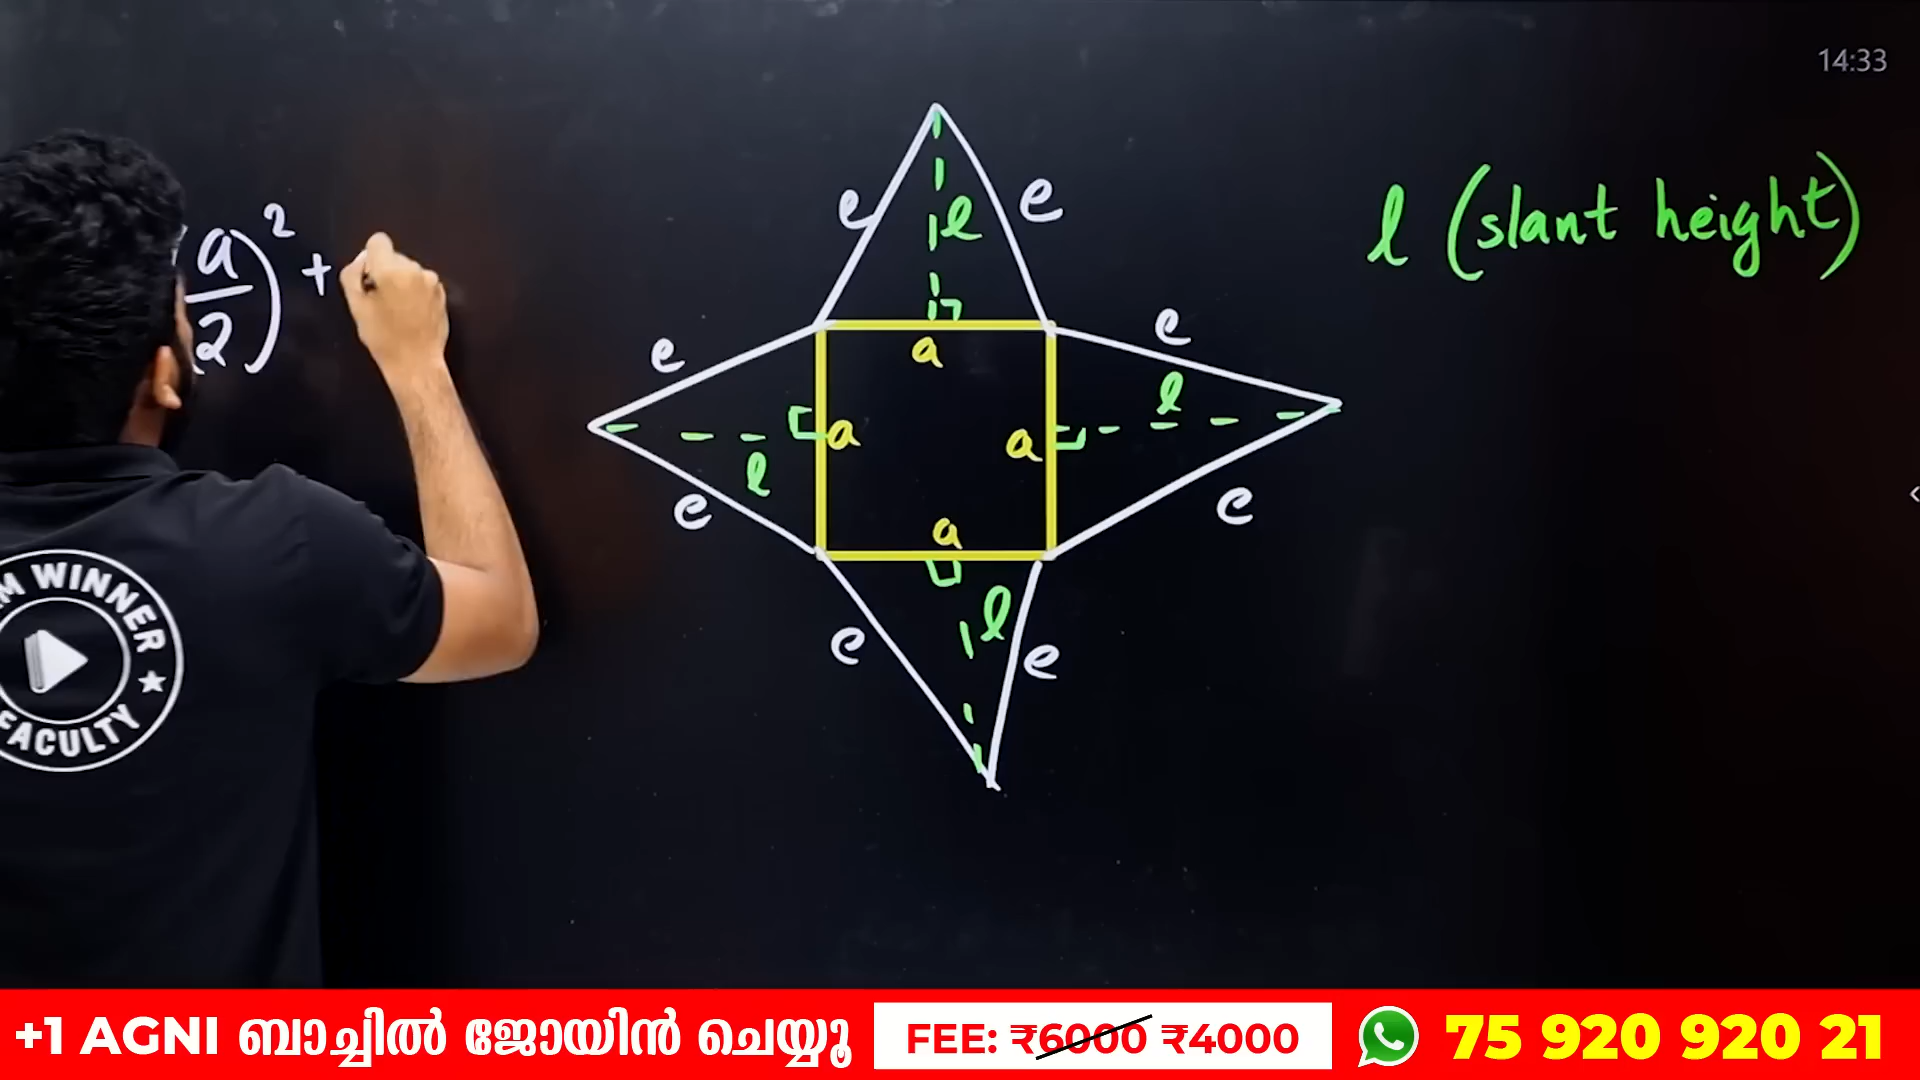 14:33
l (slant height)
a
2
)² +
e
l
e
a
e
e
l
l
a
a
e
e
a
l
e
e
M WINNER
FACULTY
+1 AGNI ബാച്ചിൽ ജോയിൻ ചെയ്യൂ
FEE: ₹6000 ₹4000
75 920 920 21